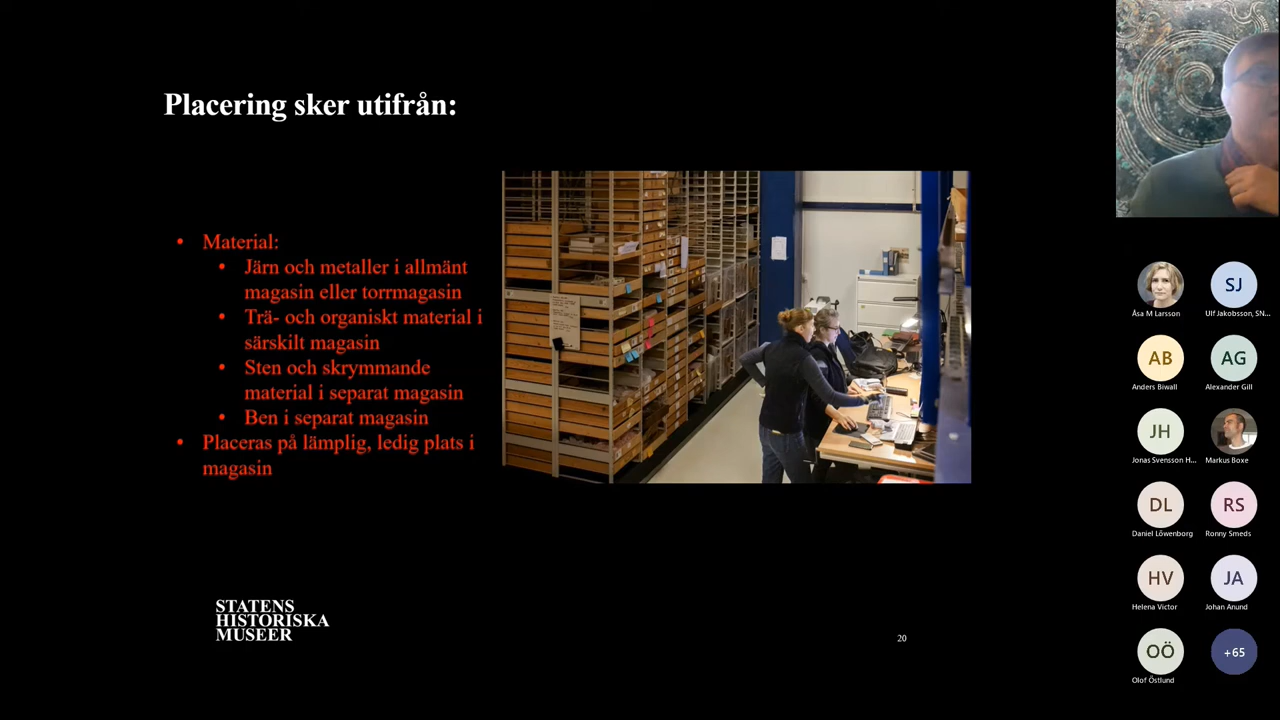 Placering sker utifrån:
• Material:
• Järn och metaller i allmänt
magasin eller torrmagasin
• Trä- och organiskt material i
särskilt magasin
• Sten och skrymmande
material i separat magasin
• Ben i separat magasin
• Placeras på lämplig, ledig plats i
magasin
STATENS
HISTORISKA
MUSEER
20
Åsa M Larsson
SJ
Ulf Jakobsson, SN...
AB
Anders Biwall
AG
Alexander Gill
JH
Jonas Svensson H...
Markus Boxe
DL
Daniel Löwenborg
RS
Ronny Smeds
HV
Helena Victor
JA
Johan Anund
OÖ
Olof Östlund
+65